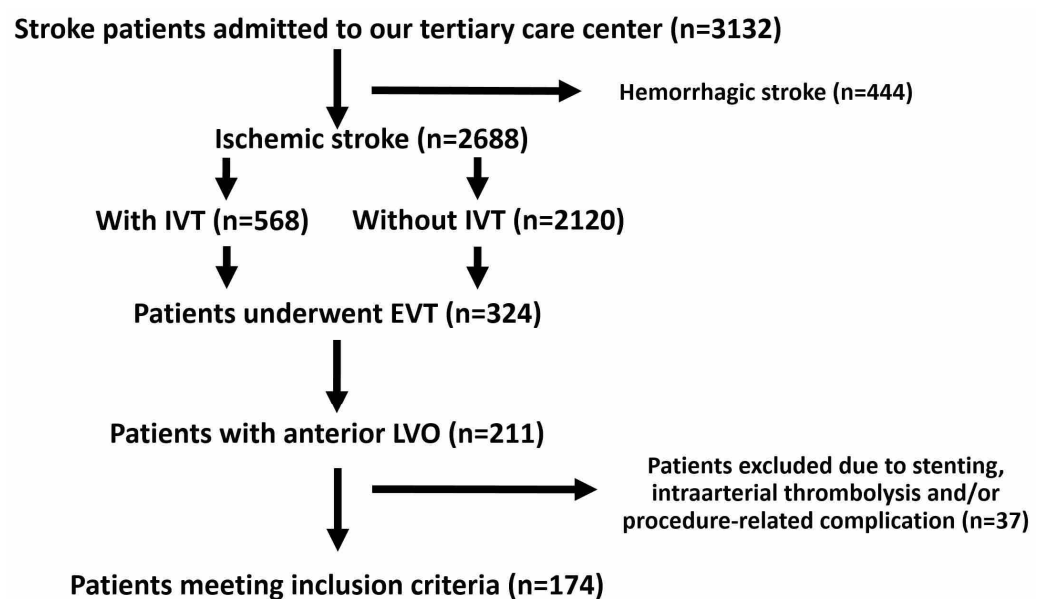 Stroke patients admitted to our tertiary care center (n=3132)
Hemorrhagic stroke (n=444)
Ischemic stroke (n=2688)
With IVT (n=568)
Without IVT (n=2120)
Patients underwent EVT (n=324)
Patients with anterior LVO (n=211)
Patients excluded due to stenting,
intraarterial thrombolysis and/or
procedure-related complication (n=37)
Patients meeting inclusion criteria (n=174)